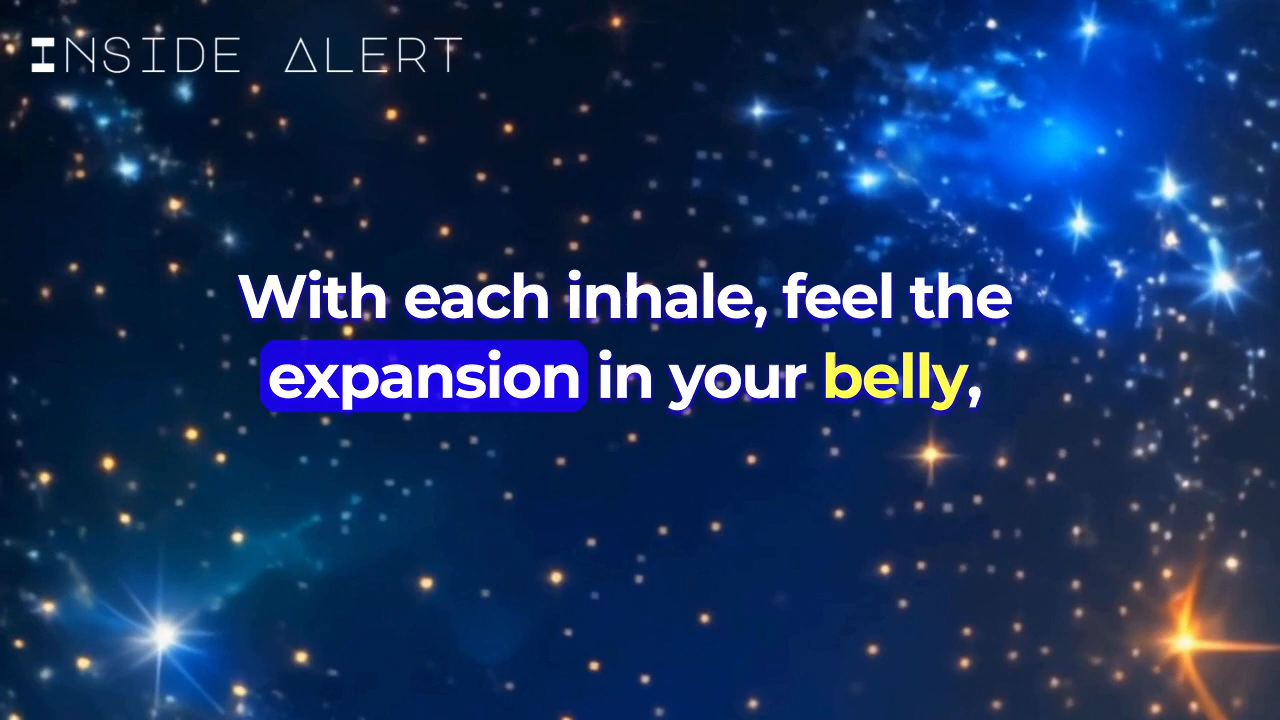 INSIDE ALERT
With each inhale, feel the
expansion in your belly,